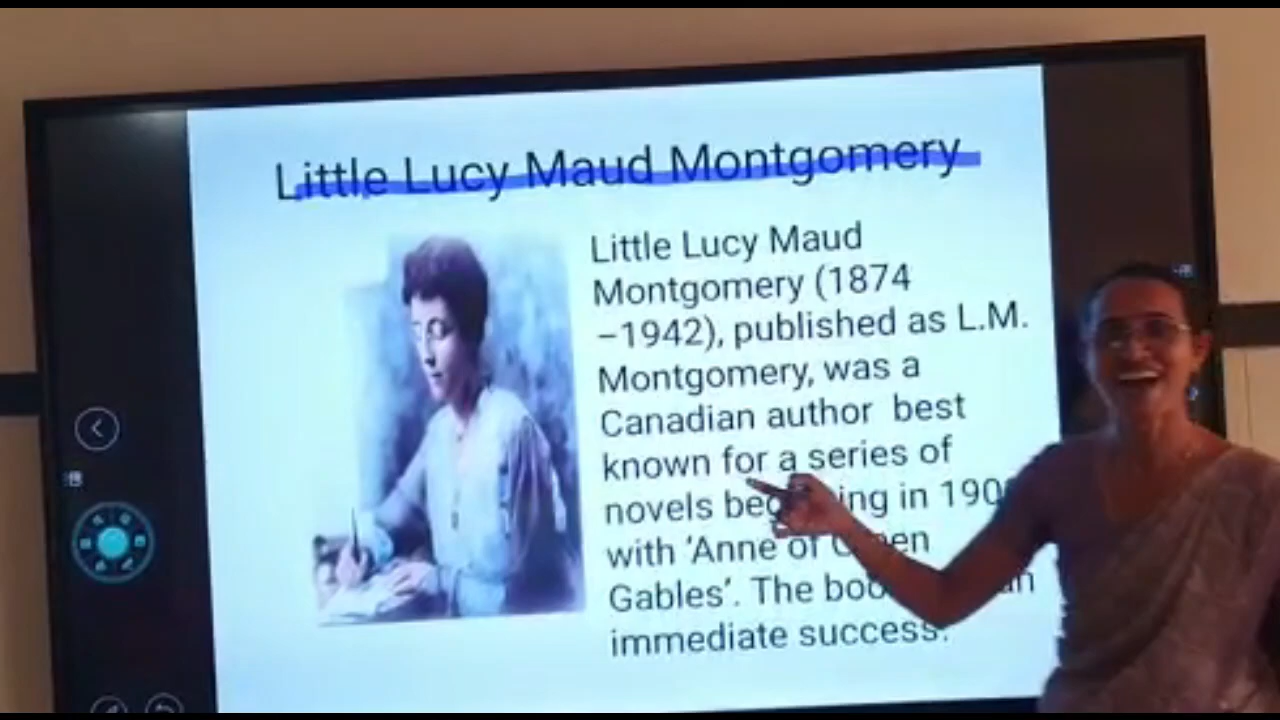 Little Lucy Maud Montgomery
Little Lucy Maud
Montgomery (1874
–1942), published as L.M.
Montgomery, was a
Canadian author best
known for a series of
novels in
with ‘Anne of
Gables’. The
immediate success.